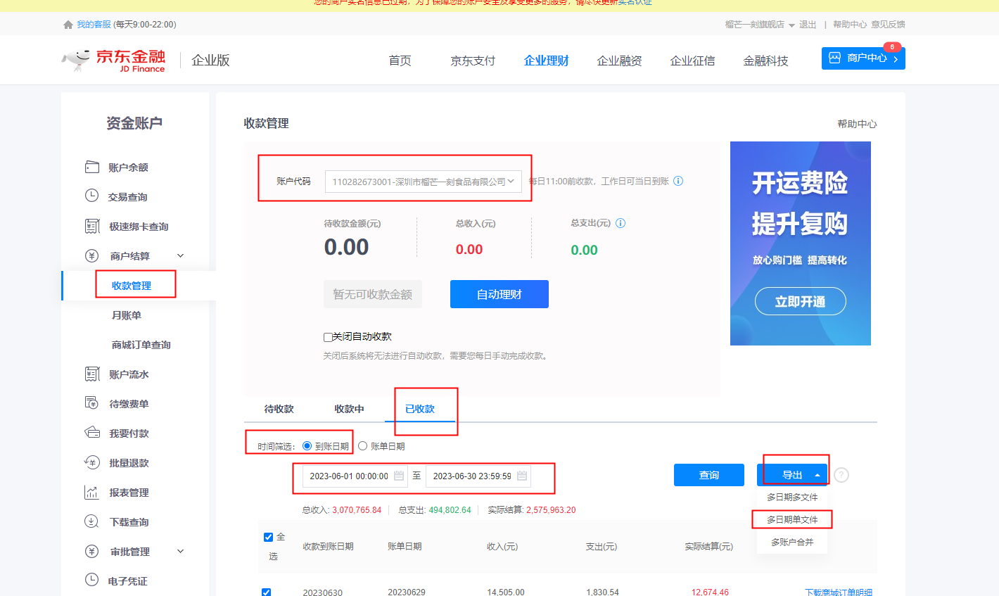 您的商户实名信息已过期，为了保障您的账户安全及享受更多的服务，请尽快更新实名认证
我的客服 (每天9:00-22:00)
榴芒一刻旗舰店 退出 | 帮助中心 意见反馈
京东金融
JD Finance
企业版
首页 京东支付 企业理财 企业融资 企业征信 金融科技
商户中心
6
资金账户
账户余额
交易查询
极速绑卡查询
商户结算
收款管理
月账单
商城订单查询
账户流水
待缴费单
我要付款
批量退款
报表管理
下载查询
审批管理
电子凭证
收款管理
帮助中心
账户代码 110282673001-深圳市榴芒一刻食品有限公司 每日11:00前收款，工作日可当日到账
待收款金额(元) 总收入(元) 总支出(元)
0.00 0.00 0.00
暂无可收款金额 自动理财
关闭自动收款
关闭后系统将无法进行自动收款，需要您每日手动完成收款。
开运费险
提升复购
放心购门槛 提高转化
立即开通
待收款 收款中 已收款
时间筛选: 到账日期 账单日期
2023-06-01 00:00:00 至 2023-06-30 23:59:59 查询 导出 ?
多日期多文件
多日期单文件
多账户合并
总收入: 3,070,765.84 总支出: 494,802.64 实际结算: 2,575,963.20
全选 收款到账日期 账单日期 收入(元) 支出(元) 实际结算(元)
20230630 20230629 14,505.00 1,830.54 12,674.46 下载商城订单明细